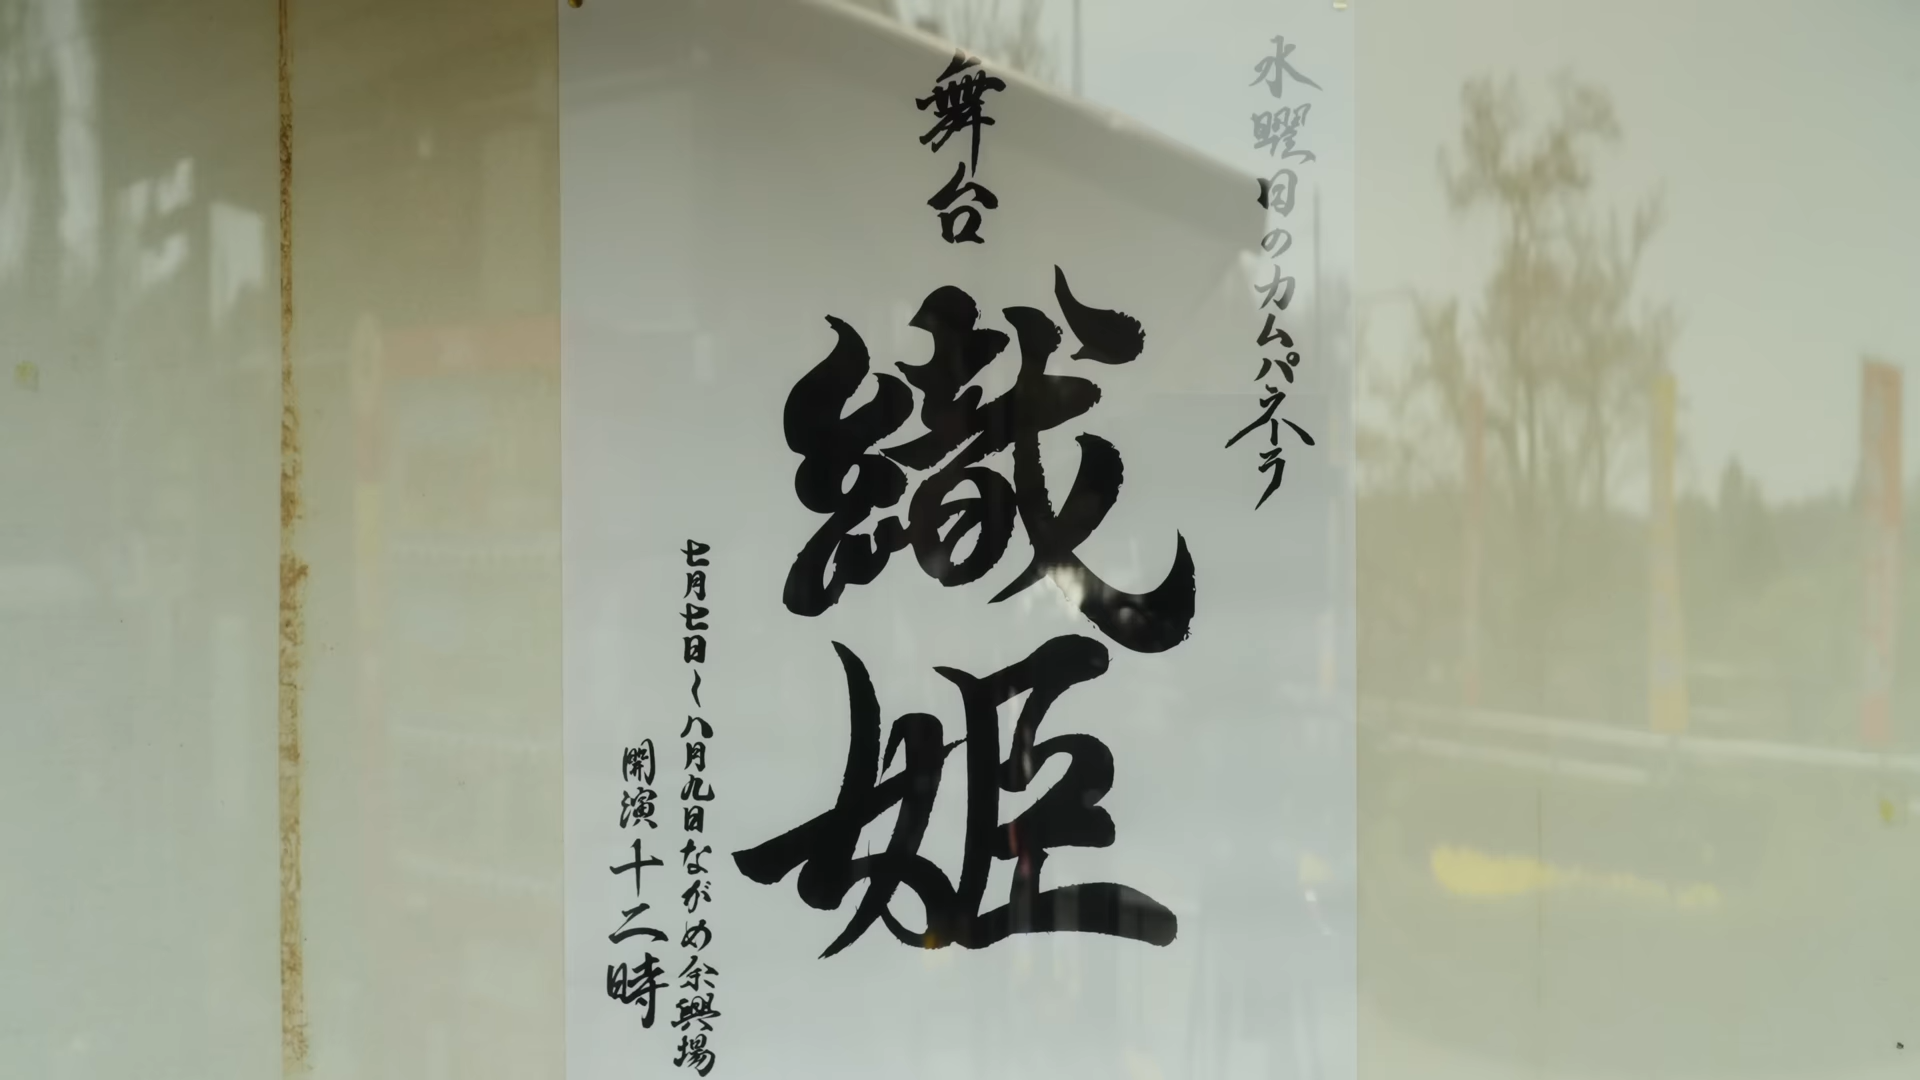 水曜日のカムパネラ
舞台
織姫
七月七日〜八月九日ながめ余興場
開演十二時